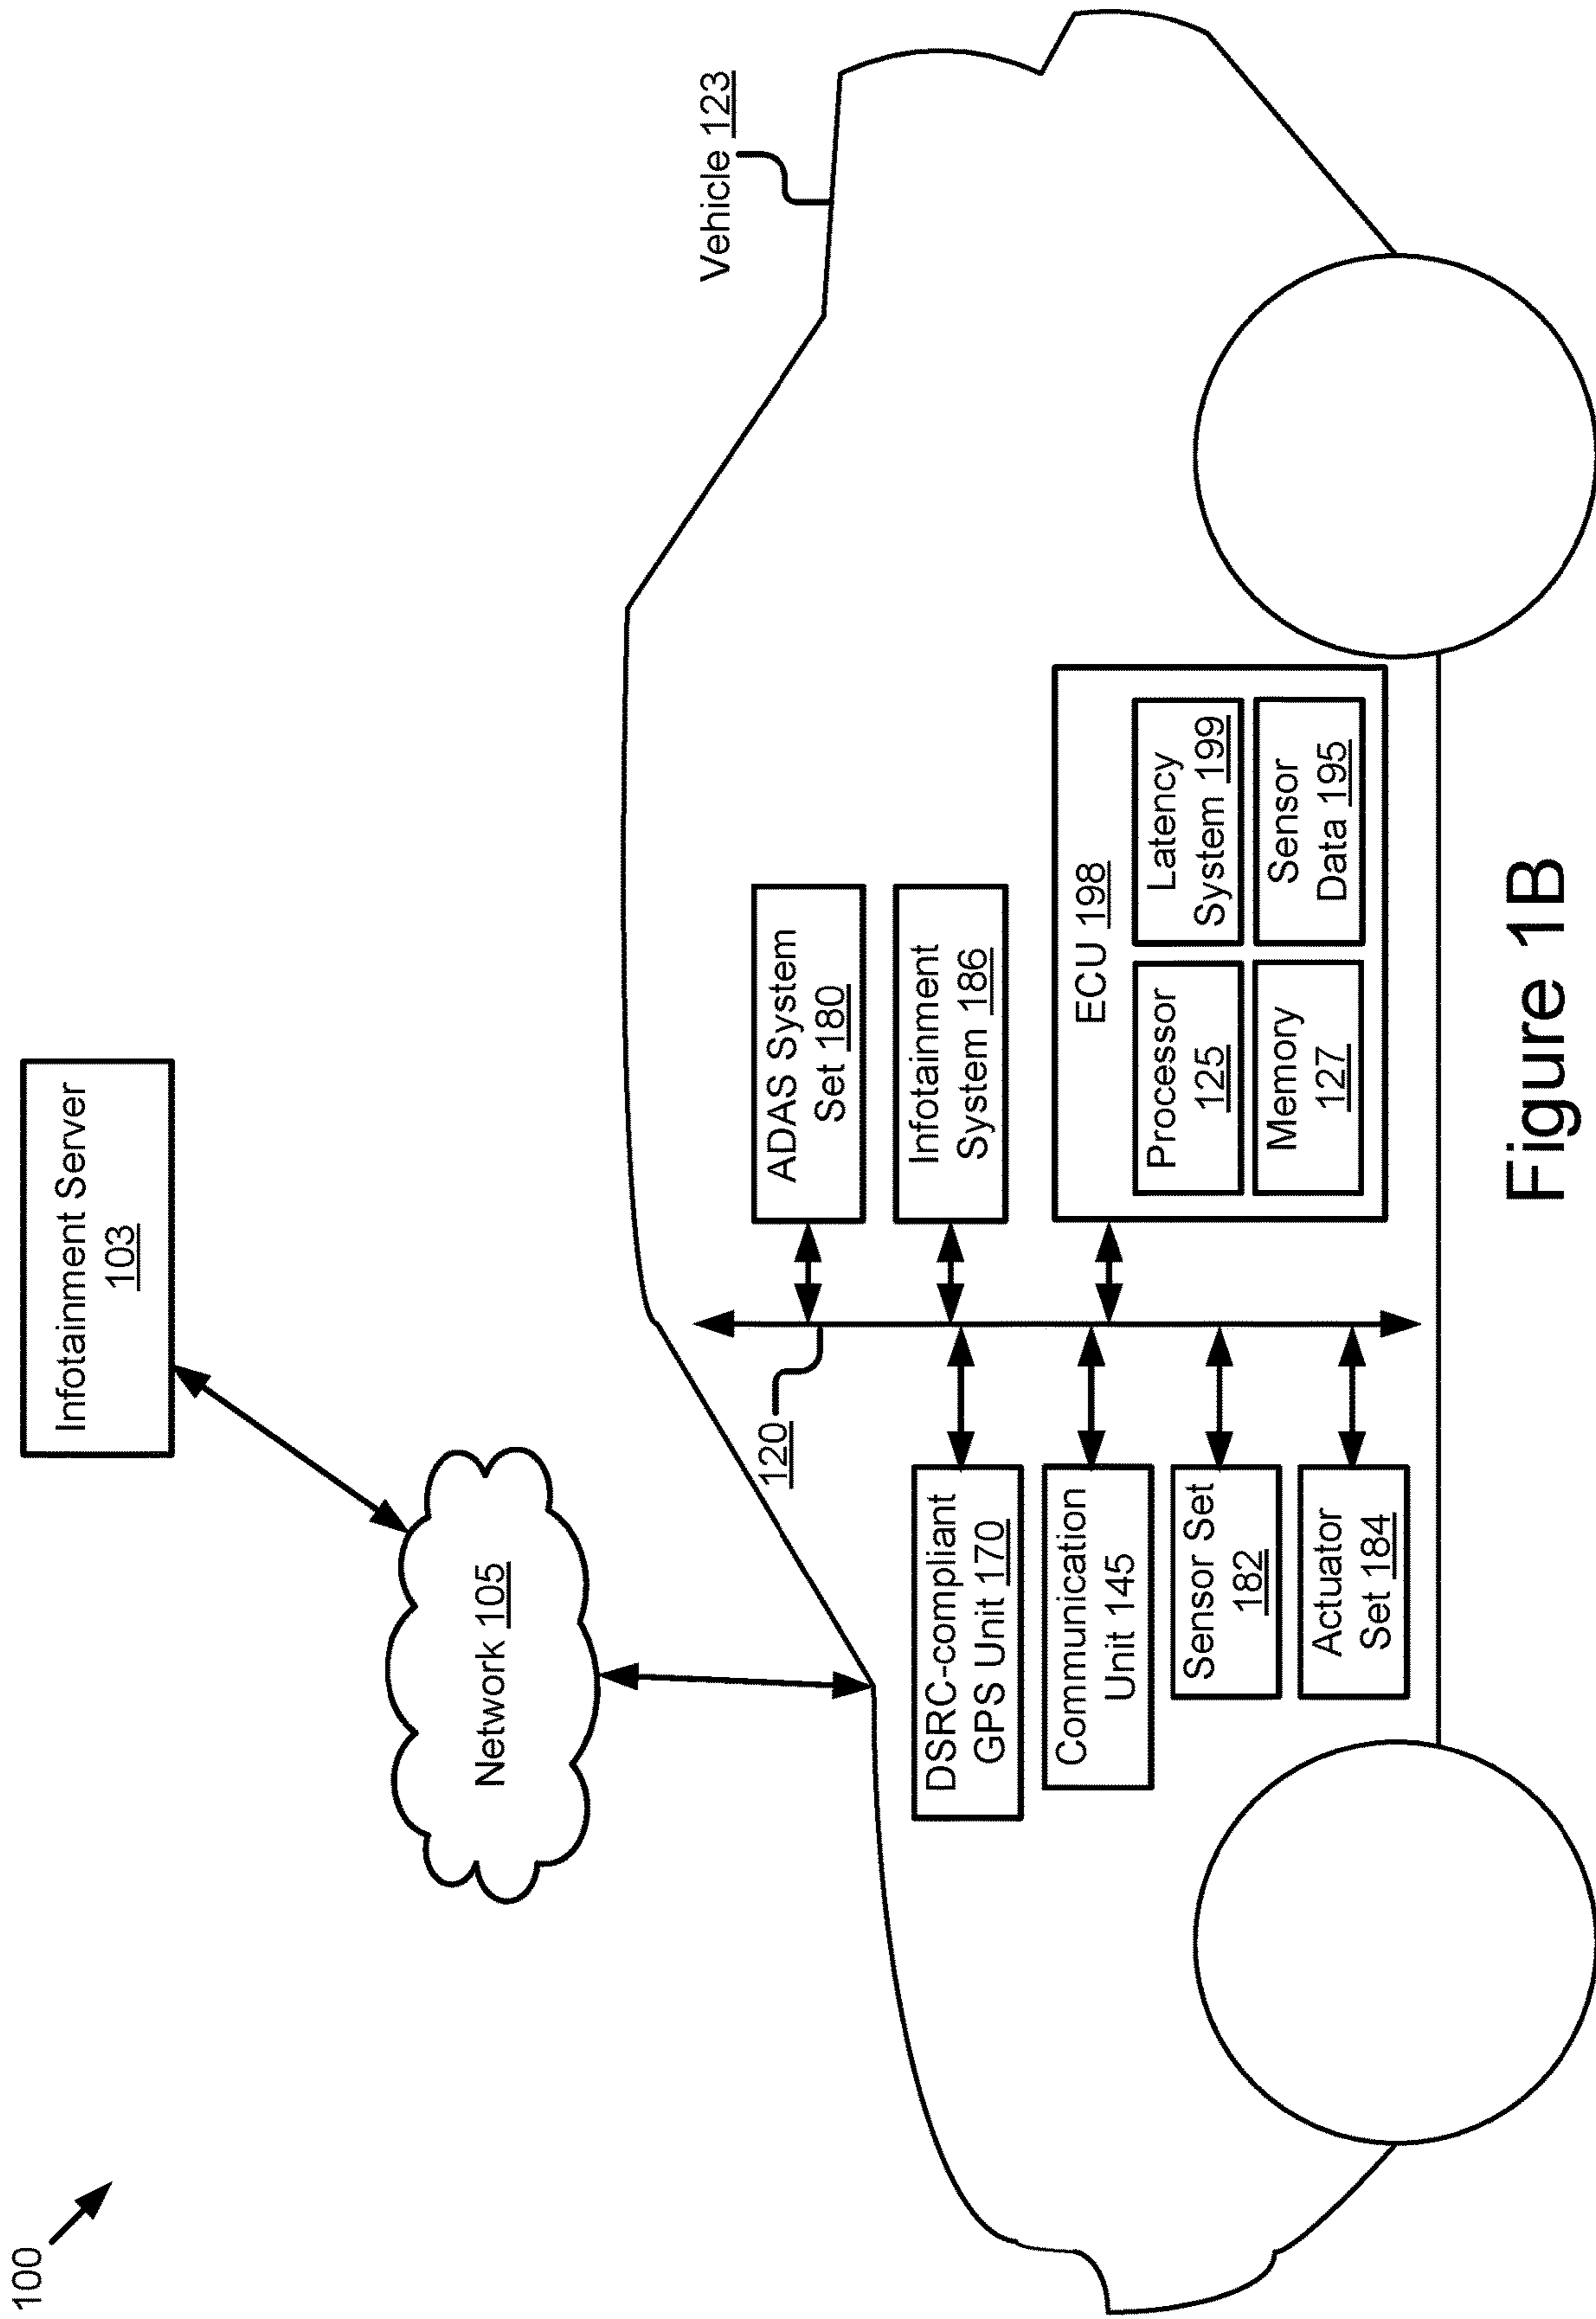 100
Infotainment Server
103
Network 105
Vehicle 123
120
DSRC-compliant
GPS Unit 170
Communication
Unit 145
Sensor Set
182
Actuator
Set 184
ADAS System
Set 180
Infotainment
System 186
ECU 198
Processor
125
Latency
System 199
Memory
127
Sensor
Data 195
Figure 1B